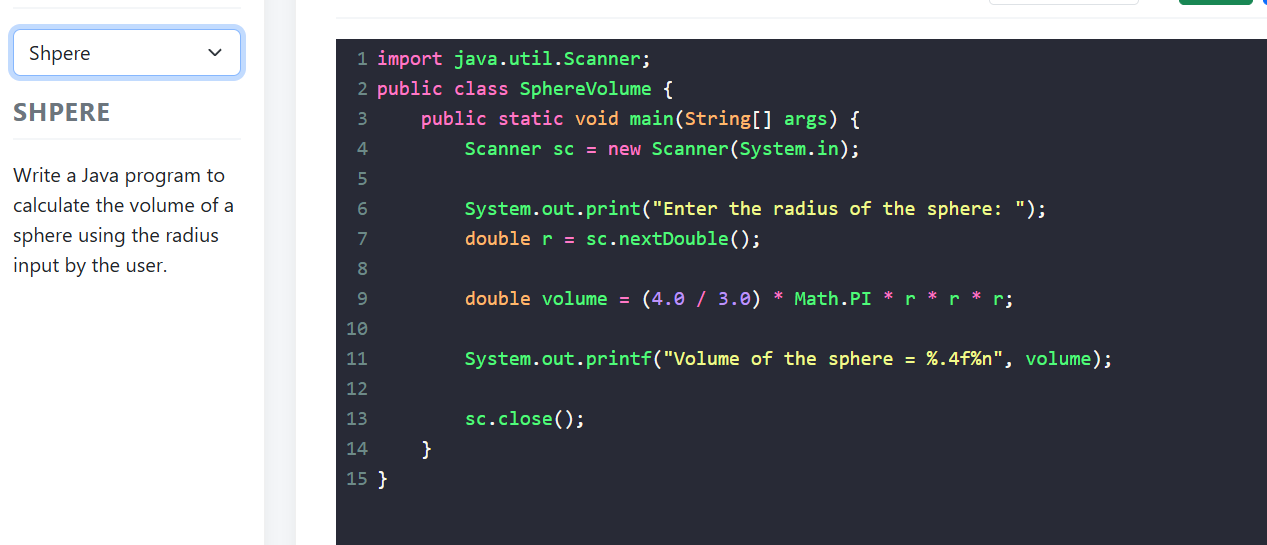 Shpere
SHPERE
Write a Java program to
calculate the volume of a
sphere using the radius
input by the user.
1 import java.util.Scanner;
2 public class SphereVolume {
3     public static void main(String[] args) {
4         Scanner sc = new Scanner(System.in);
5
6         System.out.print("Enter the radius of the sphere: ");
7         double r = sc.nextDouble();
8
9         double volume = (4.0 / 3.0) * Math.PI * r * r * r;
10
11         System.out.printf("Volume of the sphere = %.4f%n", volume);
12
13         sc.close();
14     }
15 }